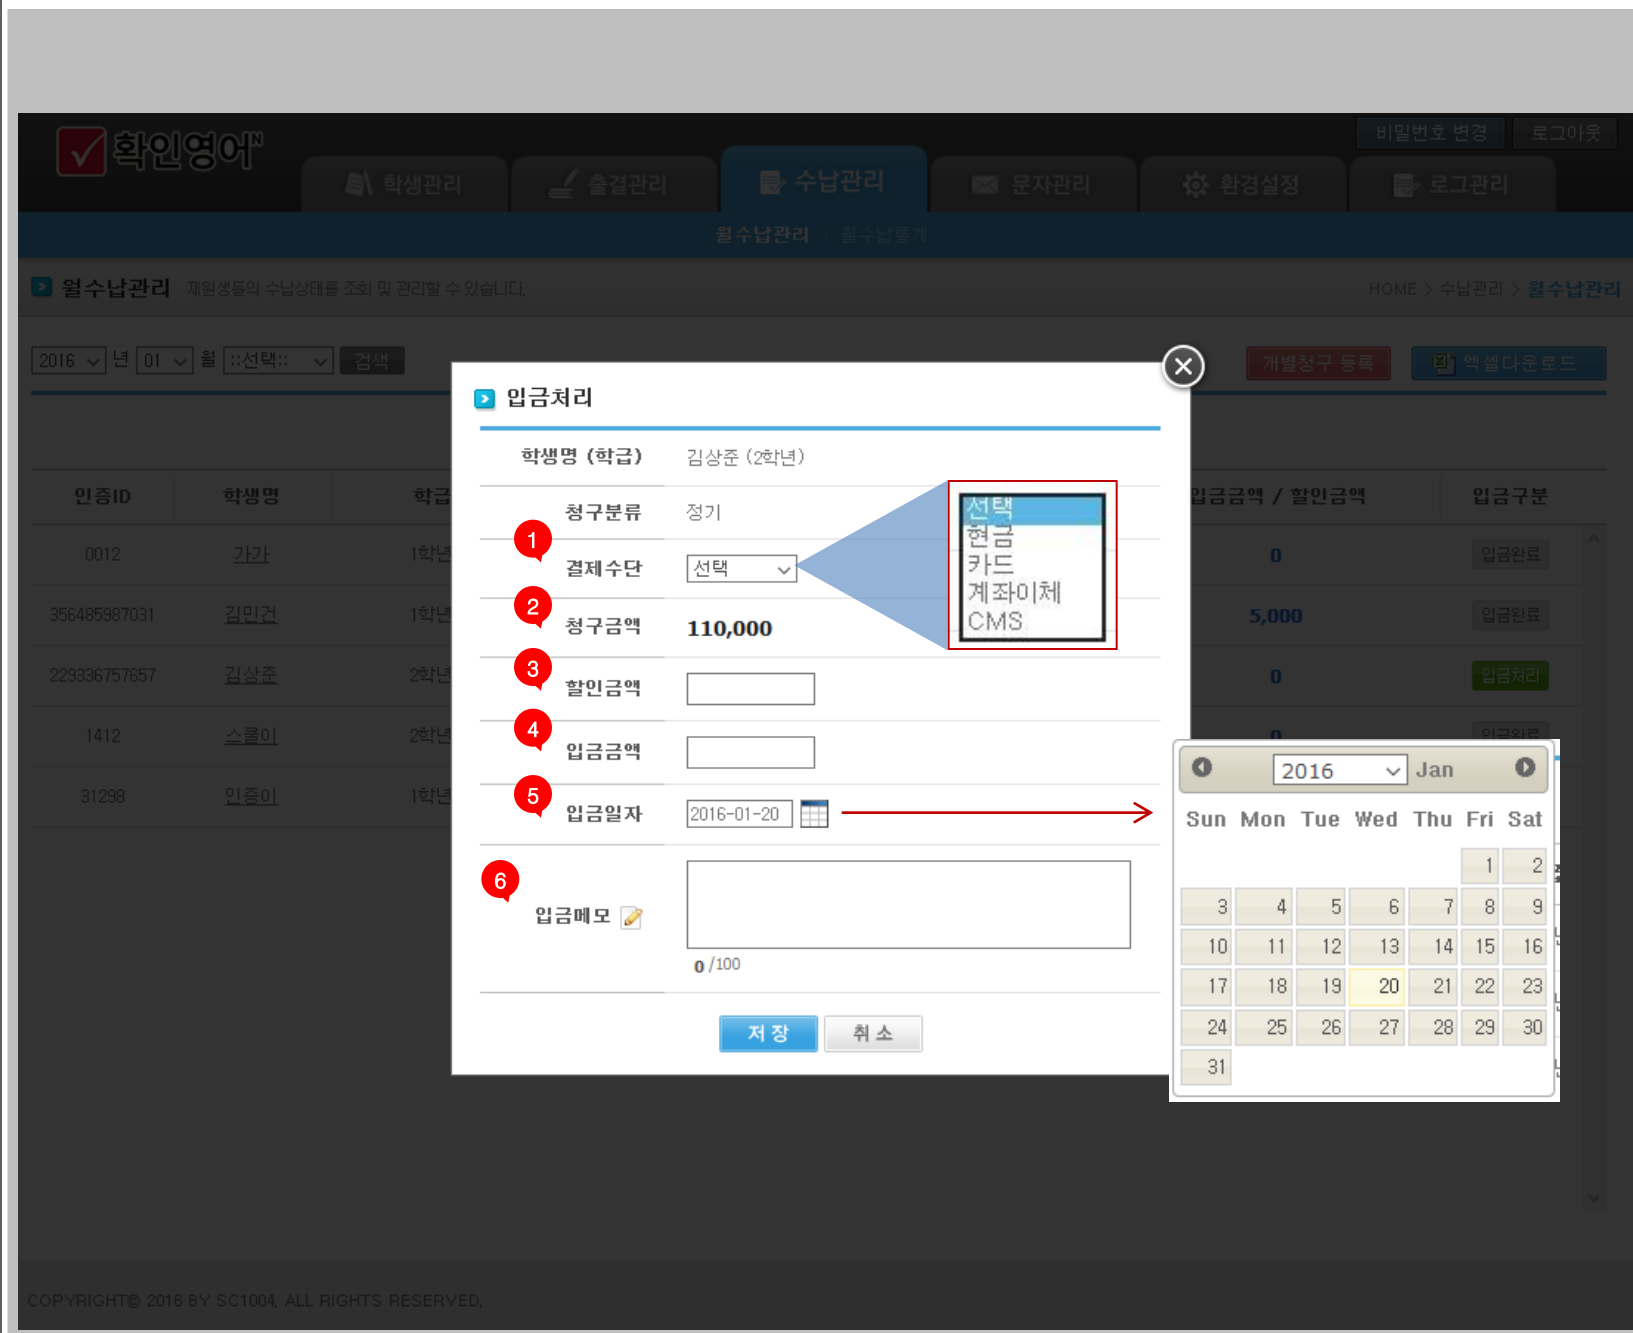 확인영어N
비밀번호 변경 로그아웃
학생관리 출결관리 수납관리 문자관리 환경설정 로그관리
월수납관리 월수납통계
월수납관리 재원생들의 수납상태를 조회 및 관리할 수 있습니다.
HOME > 수납관리 > 월수납관리
2016 년 01 월 ::선택:: 검색
개별청구 등록 엑셀다운로드
인증ID 학생명 학급 입금금액 / 할인금액 입금구분
0012 가가 1학년 0 입금완료
356485987031 김민건 1학년 5,000 입금완료
229336757657 김상준 2학년 0 입금처리
1412 스쿨이 2학년 0 입금완료
31298 인증이 1학년
입금처리
학생명 (학급) 김상준 (2학년)
청구분류 정기
1
결제수단 선택
선택
현금
카드
계좌이체
CMS
2
청구금액 110,000
3
할인금액
4
입금금액
5
입금일자 2016-01-20
6
입금메모
0 /100
저장 취소
2016 Jan
Sun Mon Tue Wed Thu Fri Sat
1 2
3 4 5 6 7 8 9
10 11 12 13 14 15 16
17 18 19 20 21 22 23
24 25 26 27 28 29 30
31
COPYRIGHT© 2016 BY SC1004, ALL RIGHTS RESERVED,